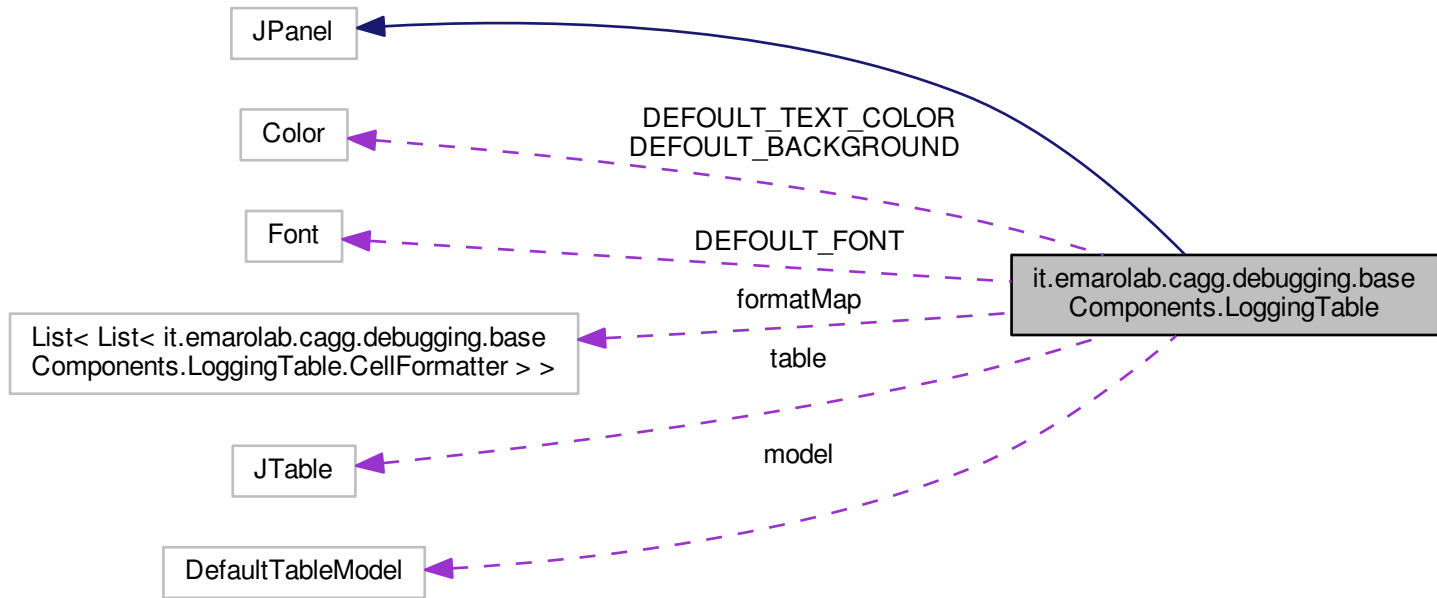 JPanel
Color
DEFOULT_TEXT_COLOR
DEFOULT_BACKGROUND
Font
DEFOULT_FONT
it.emarolab.cagg.debugging.base
Components.LoggingTable
formatMap
List< List< it.emarolab.cagg.debugging.base
Components.LoggingTable.CellFormatter > >
table
JTable
model
DefaultTableModel